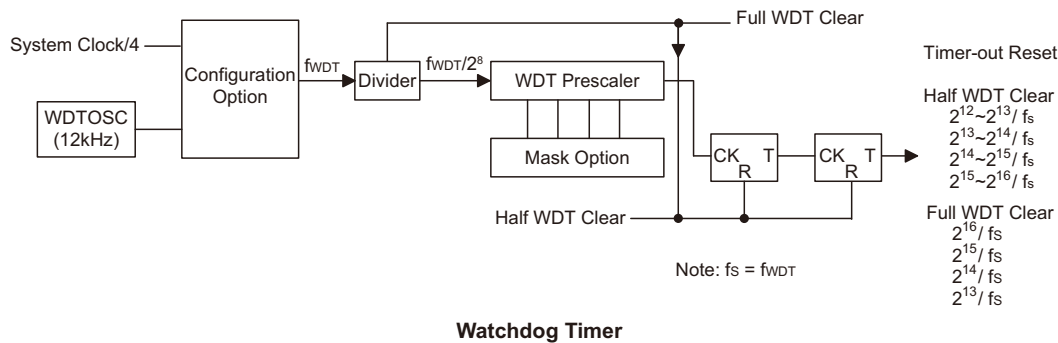 Full WDT Clear
System Clock/4
Configuration
Option
fWDT
Divider
fWDT/2⁸
WDT Prescaler
WDTOSC
(12kHz)
Mask Option
CK T
R
CK T
R
Half WDT Clear
Note: fS = fWDT
Timer-out Reset
Half WDT Clear
2¹²~2¹³/ fS
2¹³~2¹⁴/ fS
2¹⁴~2¹⁵/ fS
2¹⁵~2¹⁶/ fS
Full WDT Clear
2¹⁶/ fS
2¹⁵/ fS
2¹⁴/ fS
2¹³/ fS
Watchdog Timer